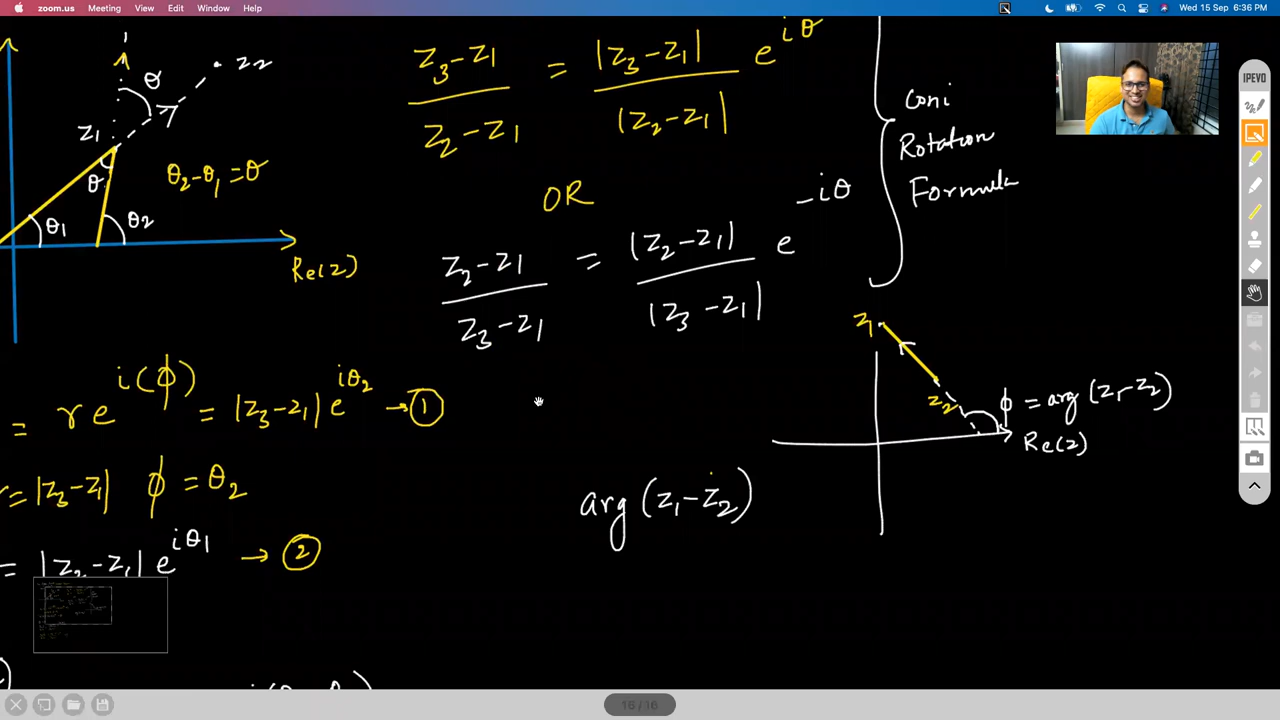 zoom.us Meeting View Edit Window Help
Wed 15 Sep 6:36 PM
IPEVO
z₂
θ
z₁
θ
θ₂-θ₁ = θ
θ₁
θ₂
Re(z)
z₃-z₁ / z₂-z₁ = |z₃-z₁| / |z₂-z₁| e^{iθ}
OR
z₂-z₁ / z₃-z₁ = |z₂-z₁| / |z₃-z₁| e^{-iθ}
Coni
Rotation
Formula
= re^{i(ϕ)} = |z₃-z₁| e^{iθ₂} → ①
r = |z₃-z₁| ϕ = θ₂
= |z₂-z₁| e^{iθ₁} → ②
z₁
z₂
ϕ = arg (z₁-z₂)
Re(z)
arg (z₁-z₂)
16 / 16